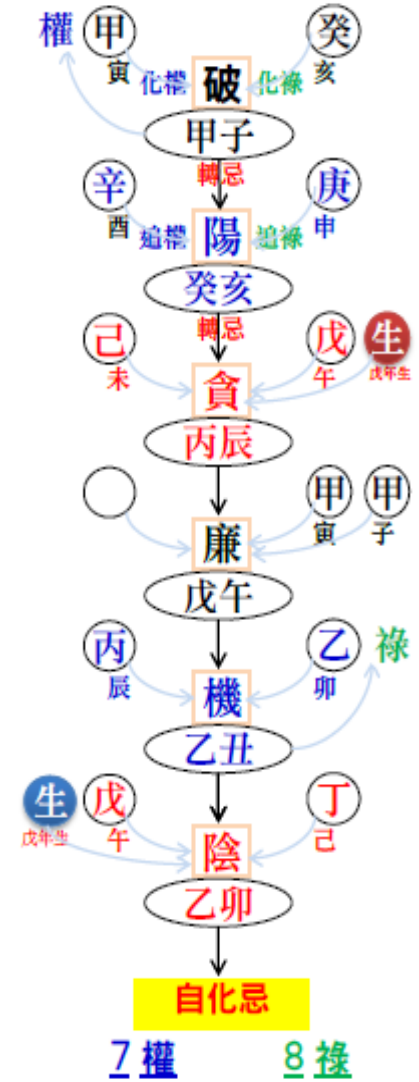 權 甲 癸
寅 化權 破 化祿 亥
甲子
轉忌
辛 庚
酉 追權 陽 追祿 申
癸亥
轉忌
己 戊 生
未 貪 午 戊年生
丙辰
甲 甲
廉 寅 子
戊午
丙 乙 祿
辰 機 卯
乙丑
生 戊 丁
戊年生 午 陰 己
乙卯
自化忌
7 權 8 祿